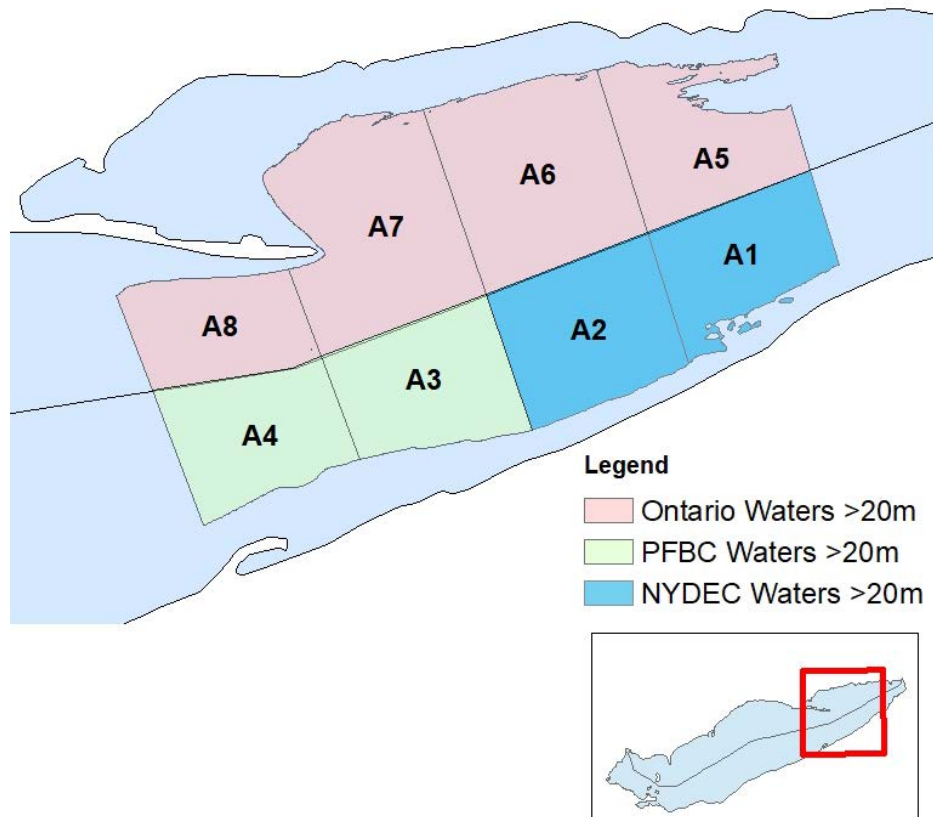 A5
A6
A7
A1
A2
A8
A3
A4
Legend
Ontario Waters >20m
PFBC Waters >20m
NYDEC Waters >20m